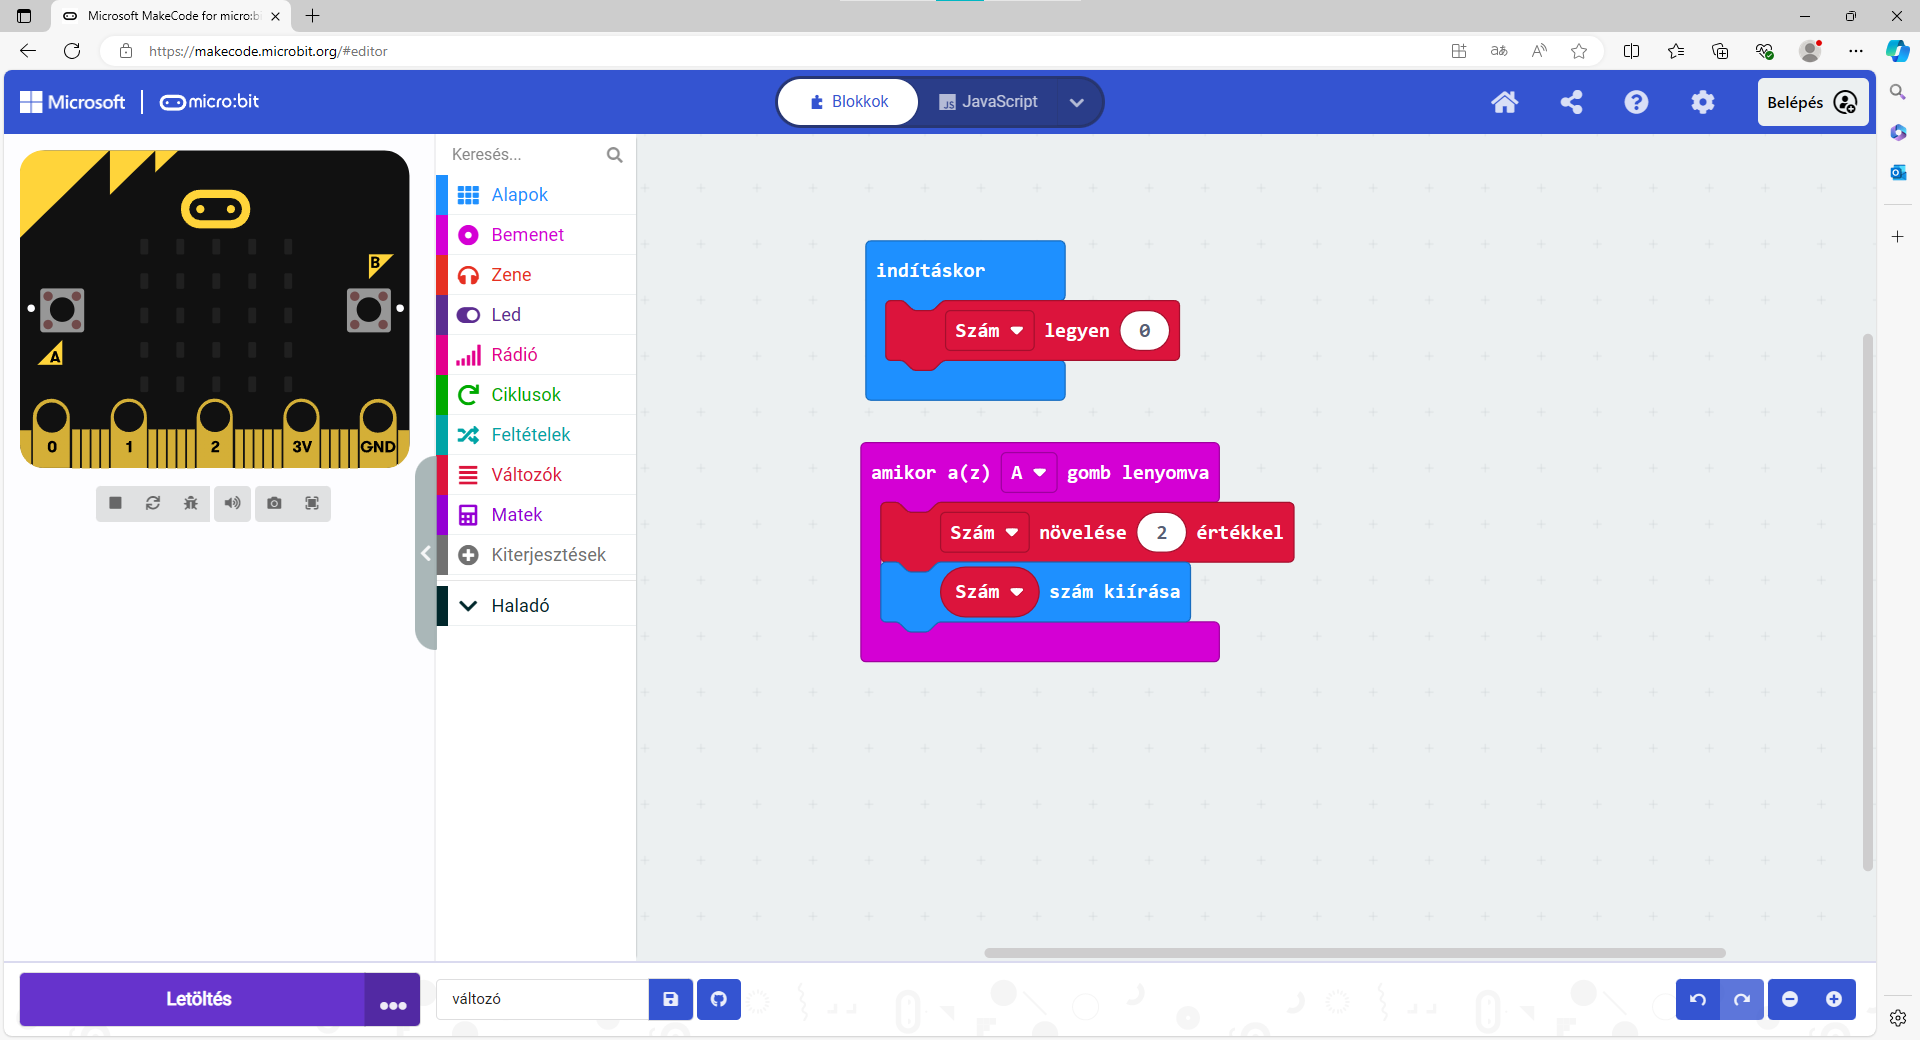 Microsoft MakeCode for micro:bi
https://makecode.microbit.org/#editor
Microsoft | micro:bit
Blokkok
JS JavaScript
Belépés
Keresés...
Alapok
Bemenet
Zene
Led
Rádió
Ciklusok
Feltételek
Változók
Matek
Kiterjesztések
Haladó
B
A
0 1 2 3V GND
indításkor
Szám legyen 0
amikor a(z) A gomb lenyomva
Szám növelése 2 értékkel
Szám szám kiírása
Letöltés
változó